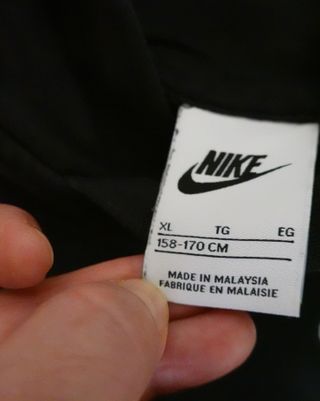 NIKE
XL TG EG
158-170 CM
MADE IN MALAYSIA
FABRIQUE EN MALAISIE